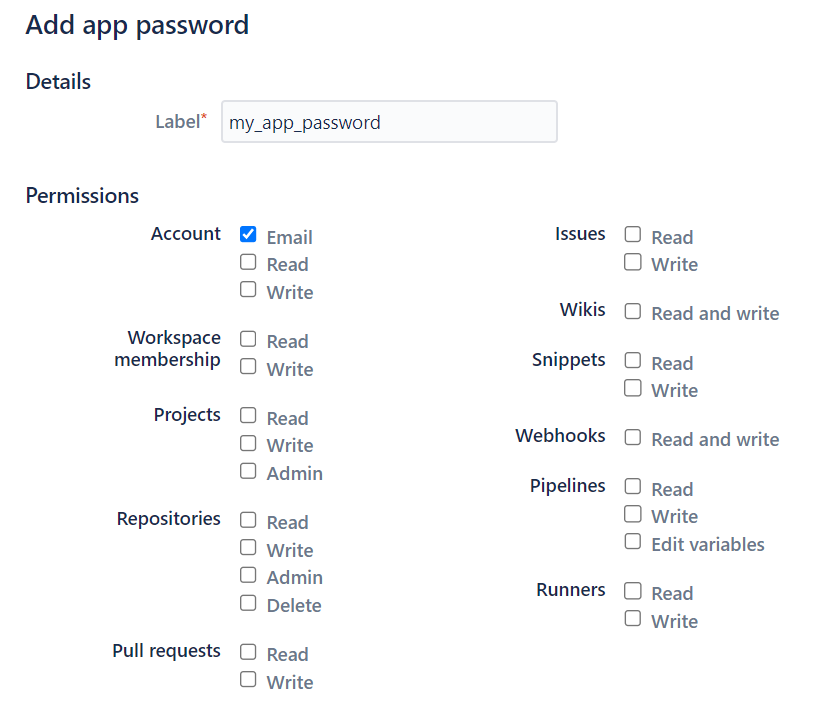 Add app password
Details
Label*
my_app_password
Permissions
Account
Email
Read
Write
Workspace
membership
Read
Write
Projects
Read
Write
Admin
Repositories
Read
Write
Admin
Delete
Pull requests
Read
Write
Issues
Read
Write
Wikis
Read and write
Snippets
Read
Write
Webhooks
Read and write
Pipelines
Read
Write
Edit variables
Runners
Read
Write